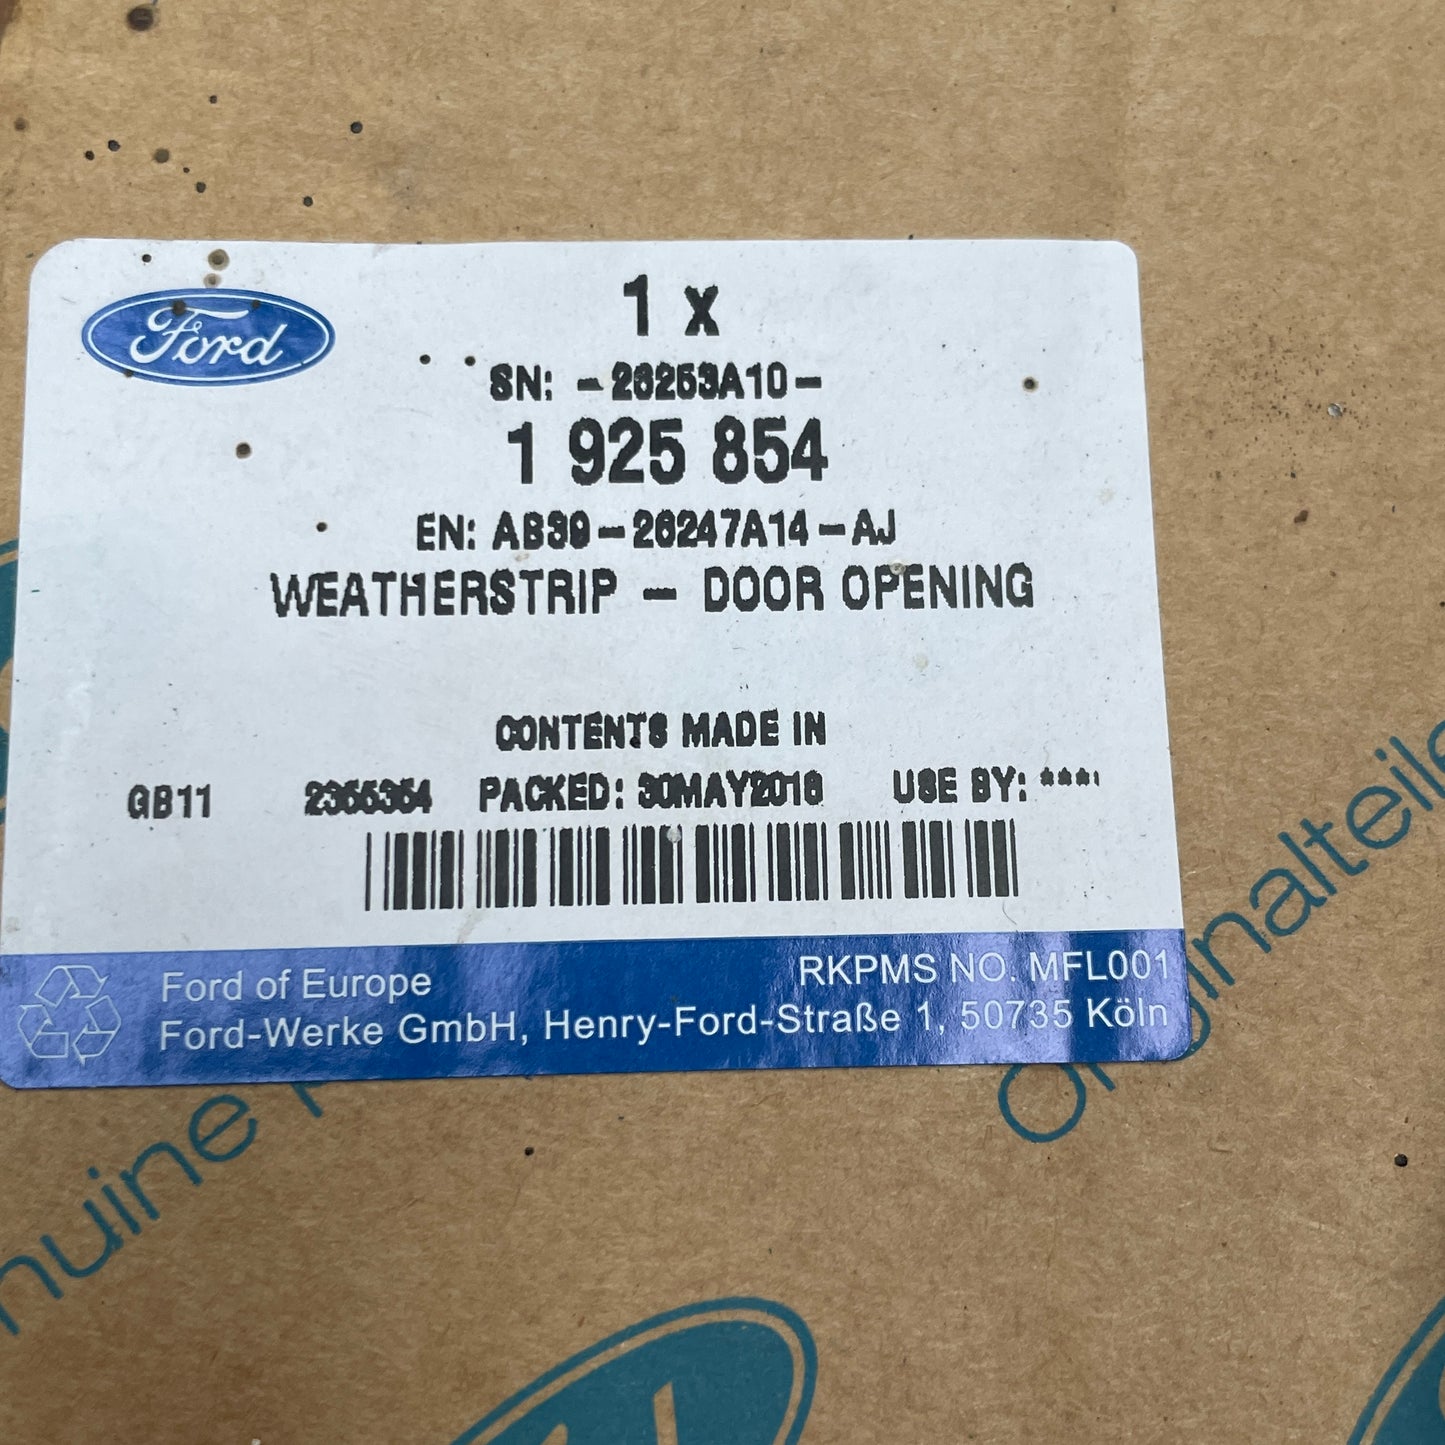 Ford
1 x
SN: -26253A10-
1 925 854
EN: AB39-26247A14-AJ
WEATHERSTRIP - DOOR OPENING
CONTENTS MADE IN
GB11 2355354 PACKED: 30MAY2018 USE BY: ****
Ford of Europe RKPMS NO. MFL001
Ford-Werke GmbH, Henry-Ford-Straße 1, 50735 Köln